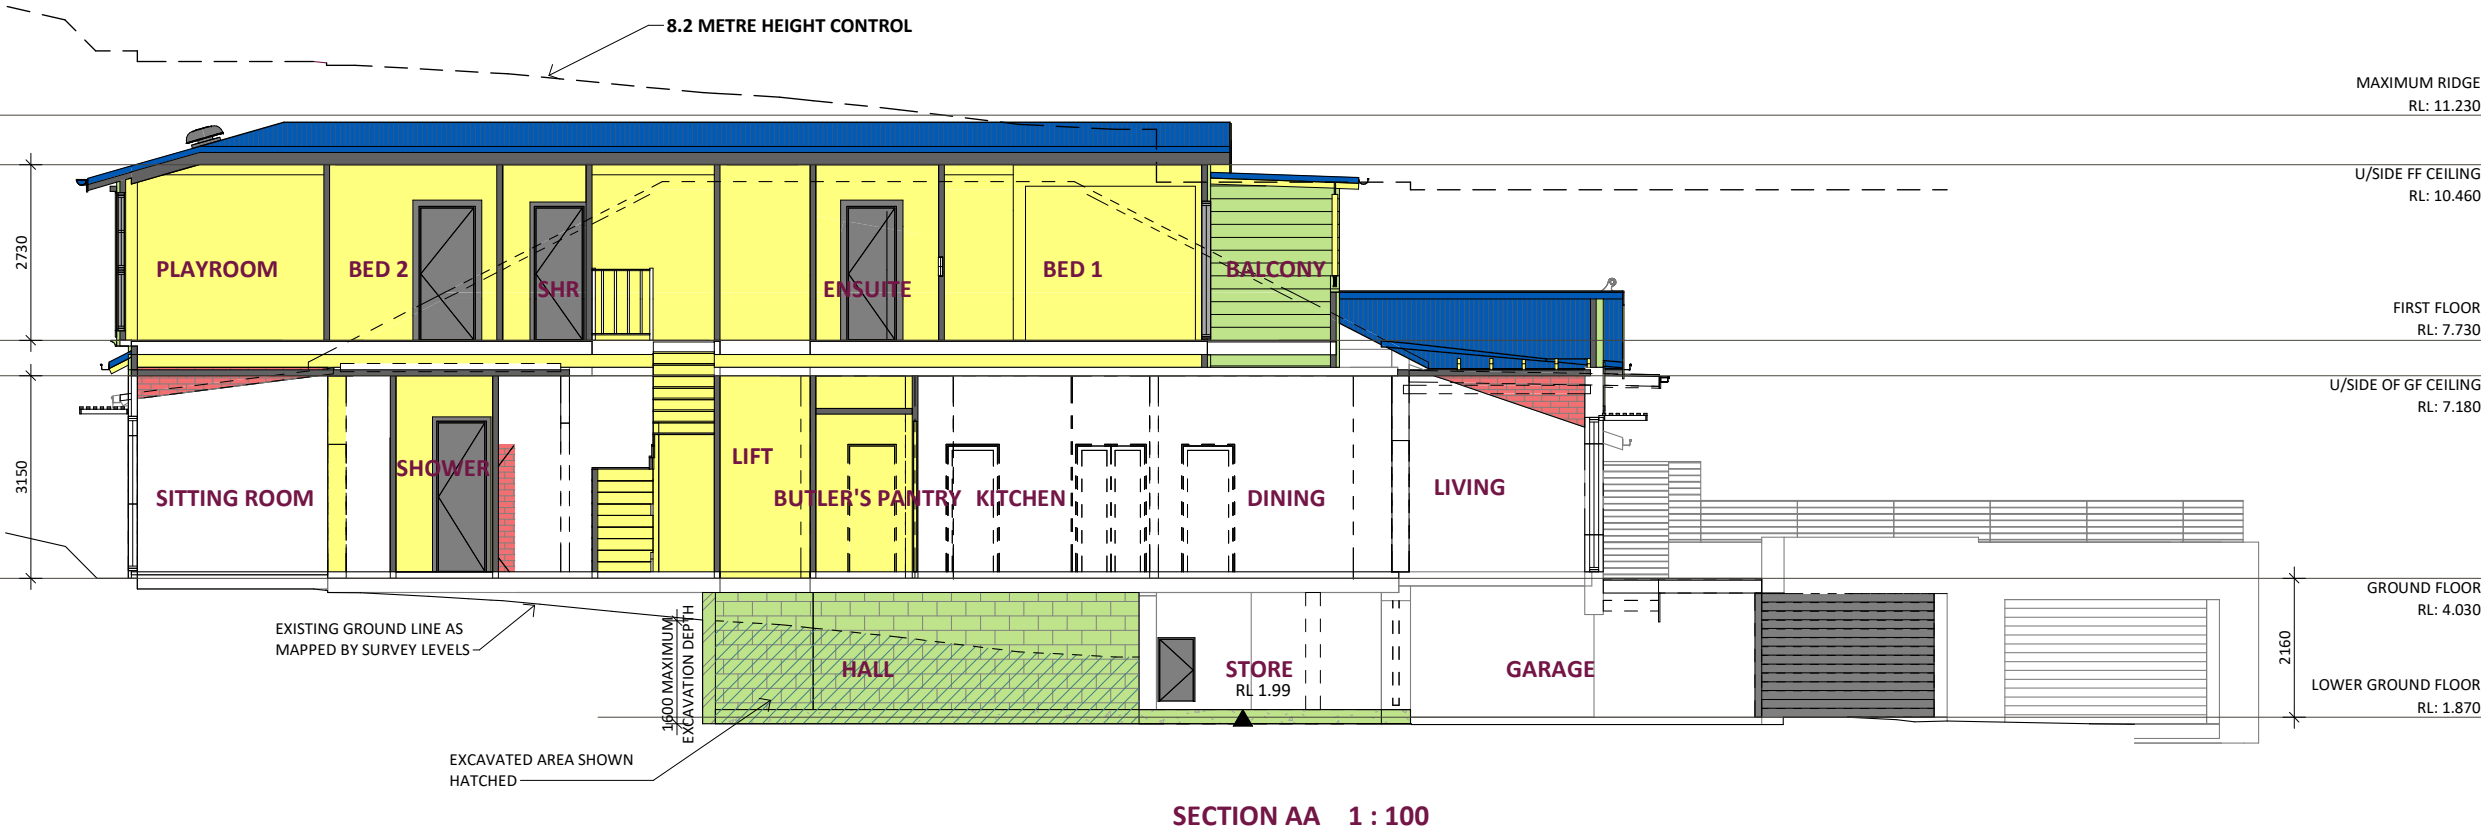 8.2 METRE HEIGHT CONTROL
MAXIMUM RIDGE
RL: 11.230
U/SIDE FF CEILING
RL: 10.460
2730
PLAYROOM
BED 2
SHR
ENSUITE
BED 1
BALCONY
FIRST FLOOR
RL: 7.730
U/SIDE OF GF CEILING
RL: 7.180
3150
SITTING ROOM
SHOWER
LIFT
BUTLER'S PANTRY
KITCHEN
DINING
LIVING
GROUND FLOOR
RL: 4.030
EXISTING GROUND LINE AS
MAPPED BY SURVEY LEVELS
1600 MAXIMUM
EXCAVATION DEPTH
HALL
STORE
RL 1.99
GARAGE
2160
LOWER GROUND FLOOR
RL: 1.870
EXCAVATED AREA SHOWN
HATCHED
SECTION AA 1 : 100